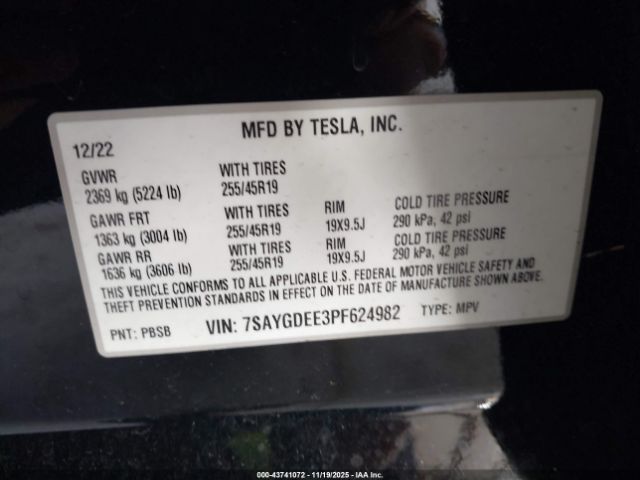 MFD BY TESLA, INC.
12/22
GVWR WITH TIRES
2369 kg (5224 lb) 255/45R19
GAWR FRT WITH TIRES RIM COLD TIRE PRESSURE
1363 kg (3004 lb) 255/45R19 19X9.5J 290 kPa, 42 psi
GAWR RR WITH TIRES RIM COLD TIRE PRESSURE
1636 kg (3606 lb) 255/45R19 19X9.5J 290 kPa, 42 psi
THIS VEHICLE CONFORMS TO ALL APPLICABLE U.S. FEDERAL MOTOR VEHICLE SAFETY AND
THEFT PREVENTION STANDARDS IN EFFECT ON THE DATE OF MANUFACTURE SHOWN ABOVE.
PNT: PBSB VIN: 7SAYGDEE3PF624982 TYPE: MPV
000-43741072 - 11/19/2025 - IAA Inc.